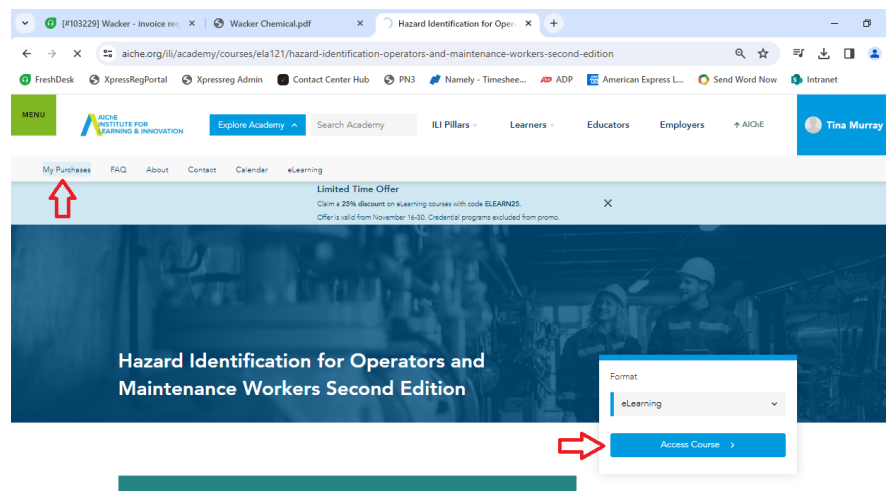 [#103229] Wacker - invoice rec
Wacker Chemical.pdf
Hazard Identification for Opera
aiche.org/ili/academy/courses/ela121/hazard-identification-operators-and-maintenance-workers-second-edition
FreshDesk
XpressRegPortal
Xpressreg Admin
Contact Center Hub
PN3
Namely - Timeshee...
ADP
American Express L...
Send Word Now
Intranet
MENU
AIChE
INSTITUTE FOR
LEARNING & INNOVATION
Explore Academy
Search Academy
ILI Pillars
Learners
Educators
Employers
AIChE
Tina Murray
My Purchases
FAQ
About
Contact
Calendar
eLearning
Limited Time Offer
Claim a 25% discount on eLearning courses with code ELEARN25.
Offer is valid from November 16-30. Credential programs excluded from promo.
Hazard Identification for Operators and
Maintenance Workers Second Edition
Format
eLearning
Access Course